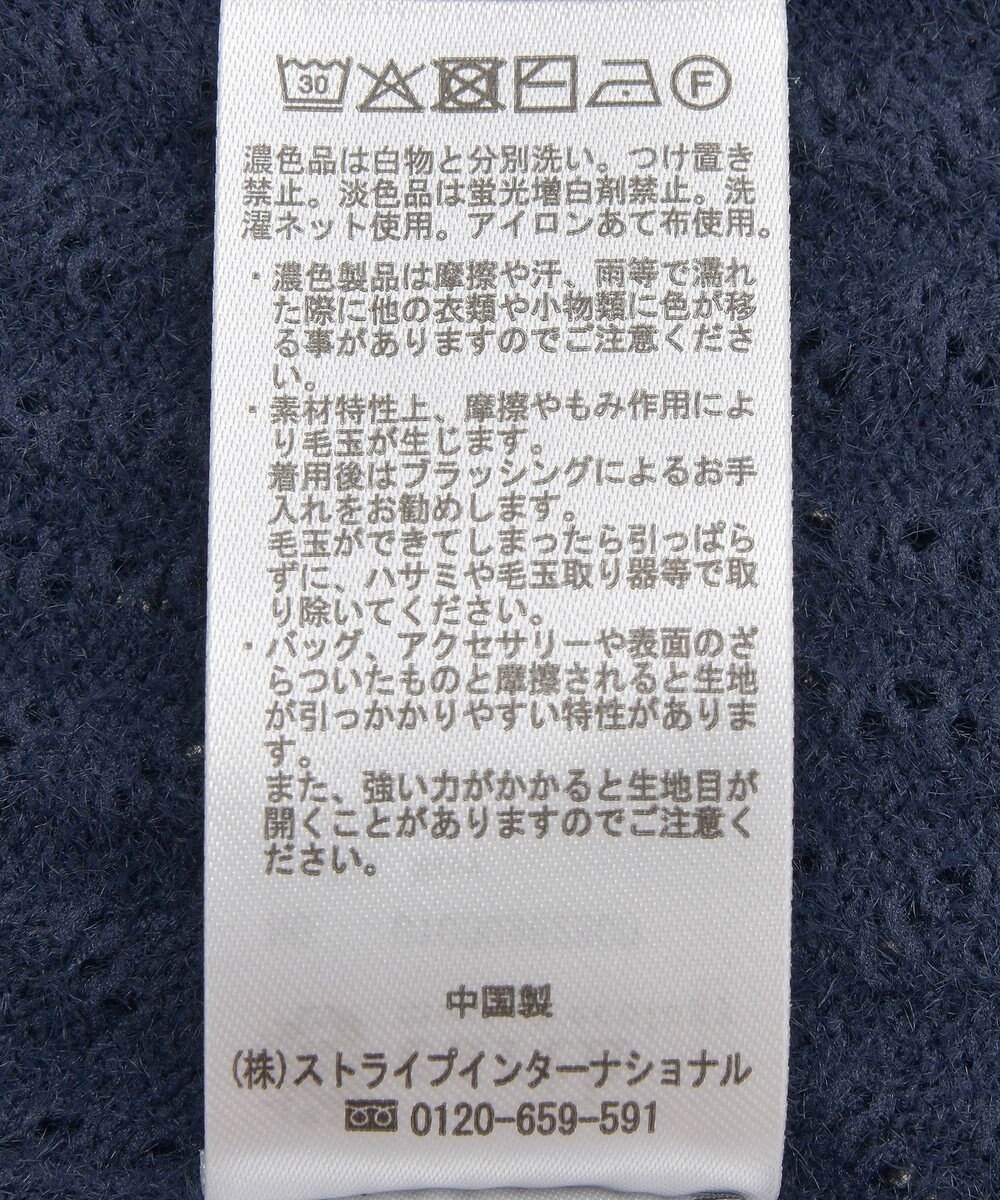 30 F
濃色品は白物と分別洗い。つけ置き
禁止。淡色品は蛍光増白剤禁止。洗
濯ネット使用。アイロンあて布使用。
・濃色製品は摩擦や汗、雨等で濡れ
た際に他の衣類や小物類に色が移
る事がありますのでご注意くださ
い。
・素材特性上、摩擦やもみ作用によ
り毛玉が生じます。
着用後はブラッシングによるお手
入れをお勧めします。
毛玉ができてしまったら引っぱら
ずに、ハサミや毛玉取り器等で取
り除いてください。
・バッグ、アクセサリーや表面のざ
らついたものと摩擦されると生地
が引っかかりやすい特性がありま
す。
また、強い力がかかると生地目が
開くことがありますのでご注意く
ださい。
中国製
(株)ストライプインターナショナル
0120-659-591